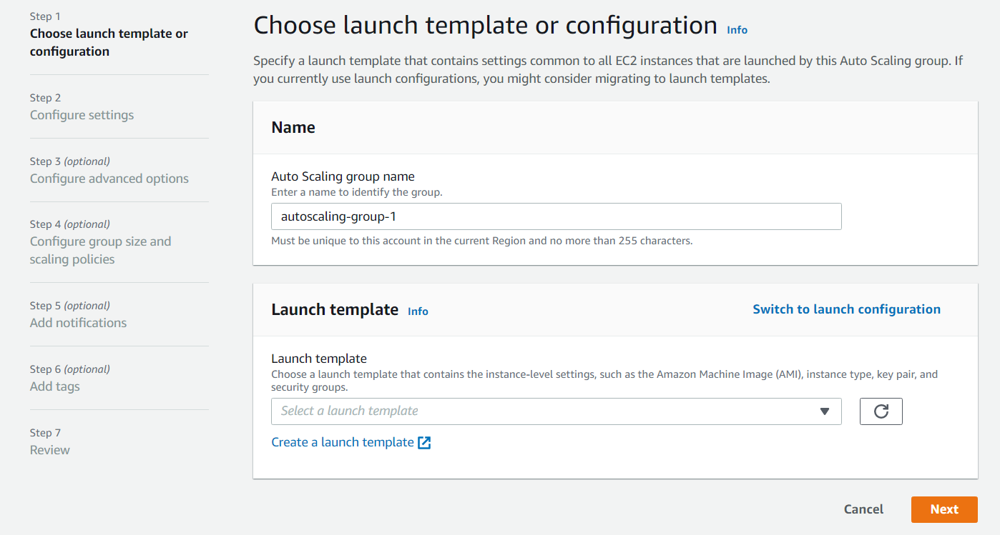 Step 1
Choose launch template or
configuration
Step 2
Configure settings
Step 3 (optional)
Configure advanced options
Step 4 (optional)
Configure group size and
scaling policies
Step 5 (optional)
Add notifications
Step 6 (optional)
Add tags
Step 7
Review
Choose launch template or configuration Info
Specify a launch template that contains settings common to all EC2 instances that are launched by this Auto Scaling group. If
you currently use launch configurations, you might consider migrating to launch templates.
Name
Auto Scaling group name
Enter a name to identify the group.
autoscaling-group-1
Must be unique to this account in the current Region and no more than 255 characters.
Launch template Info
Switch to launch configuration
Launch template
Choose a launch template that contains the instance-level settings, such as the Amazon Machine Image (AMI), instance type, key pair, and
security groups.
Select a launch template
Create a launch template
Cancel
Next